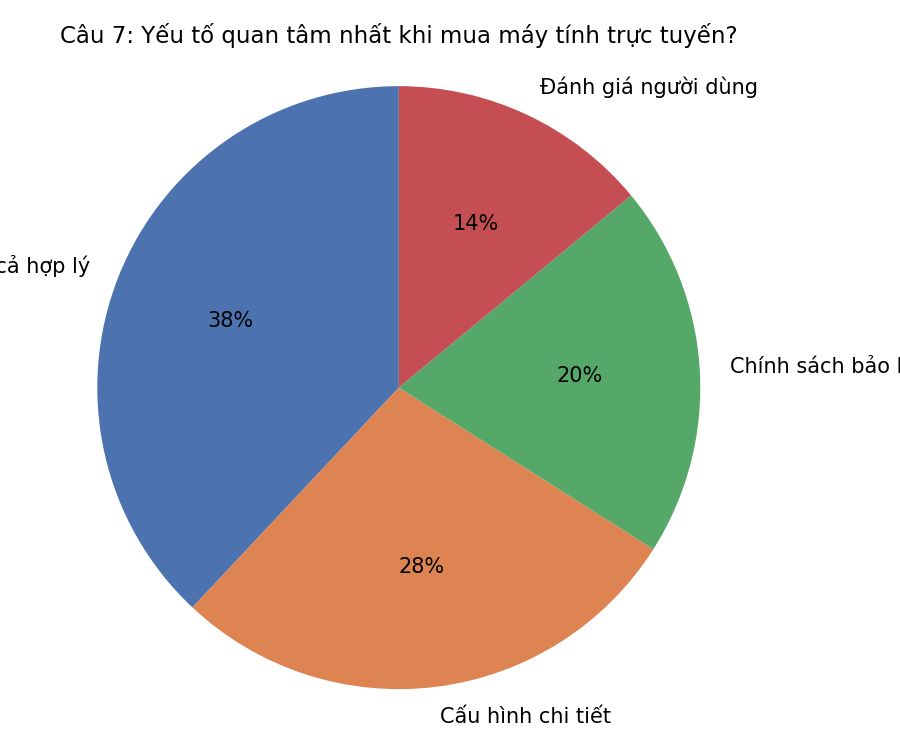 Câu 7: Yếu tố quan tâm nhất khi mua máy tính trực tuyến?
Đánh giá người dùng
14%
cả hợp lý
38%
Chính sách bảo
20%
28%
Cấu hình chi tiết